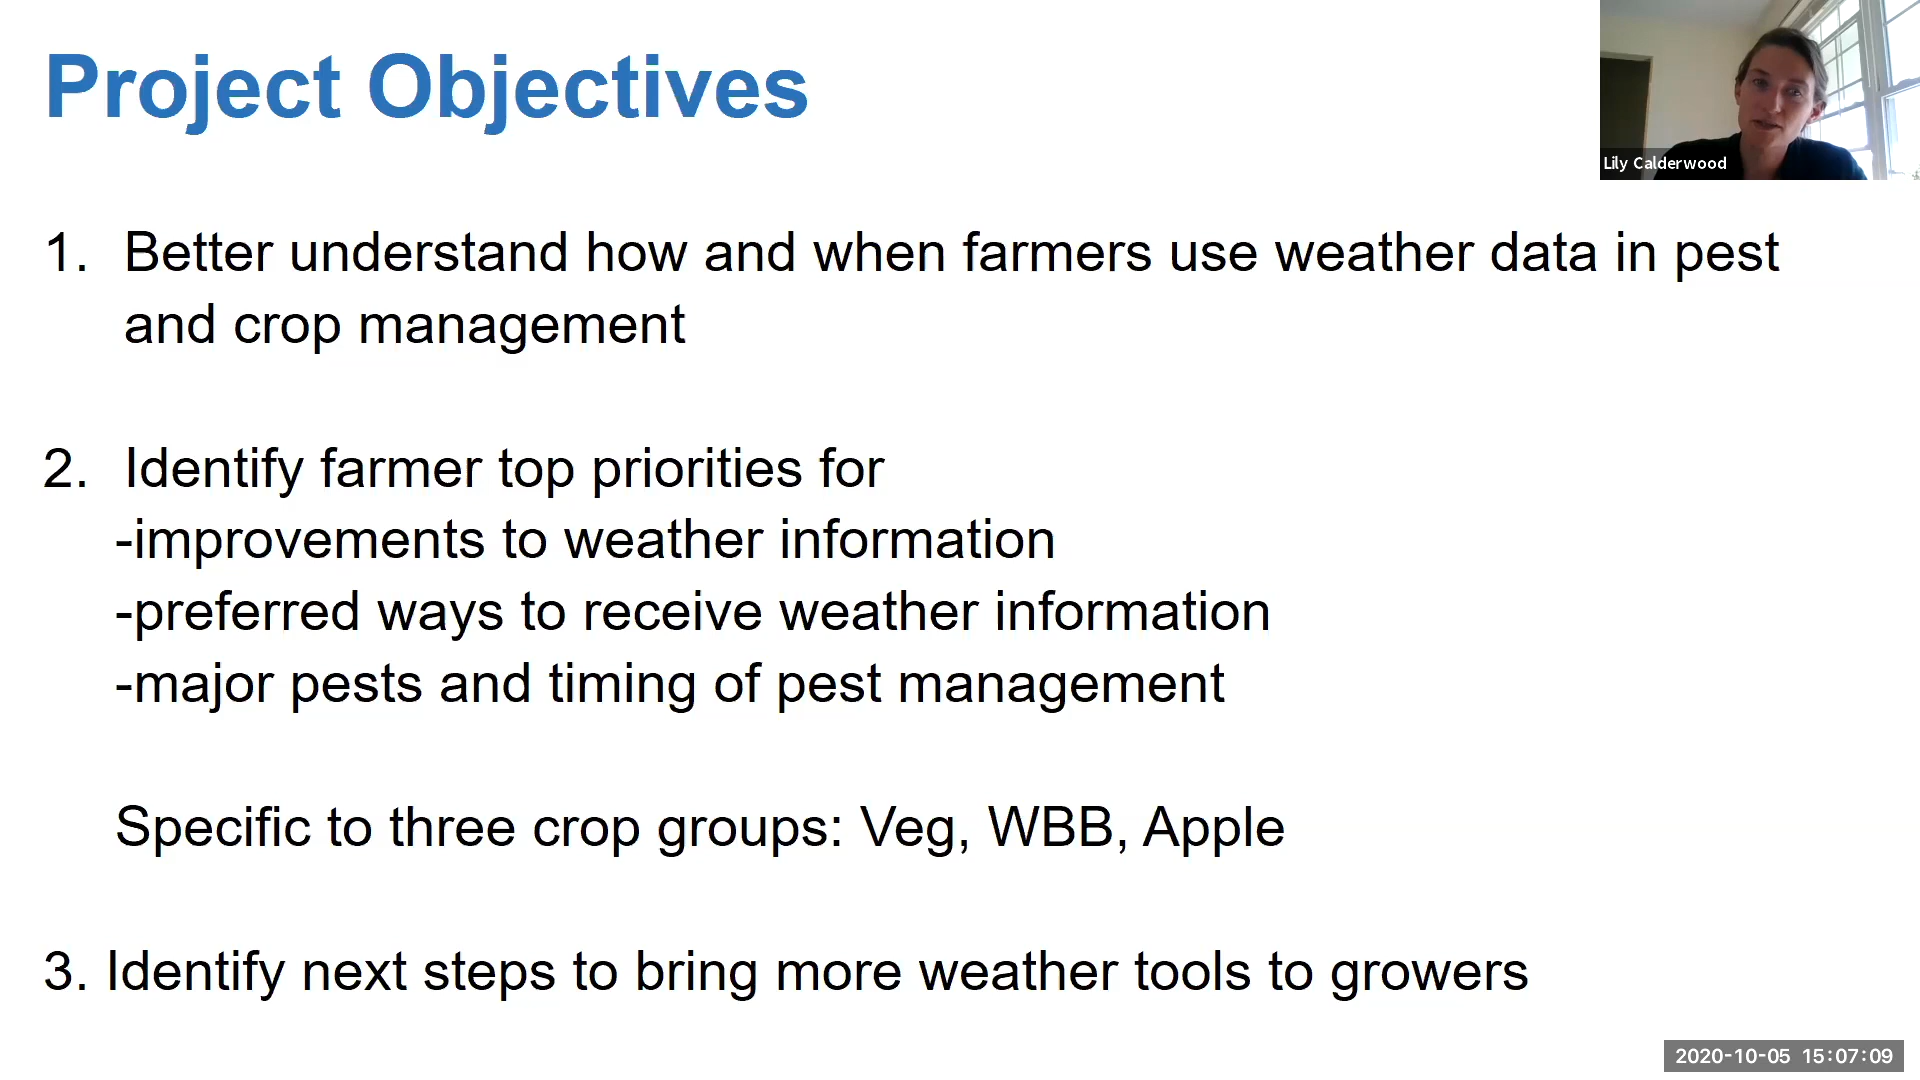 Project Objectives
Lily Calderwood
1. Better understand how and when farmers use weather data in pest
and crop management
2. Identify farmer top priorities for
-improvements to weather information
-preferred ways to receive weather information
-major pests and timing of pest management
Specific to three crop groups: Veg, WBB, Apple
3. Identify next steps to bring more weather tools to growers
2020-10-05 15:07:09